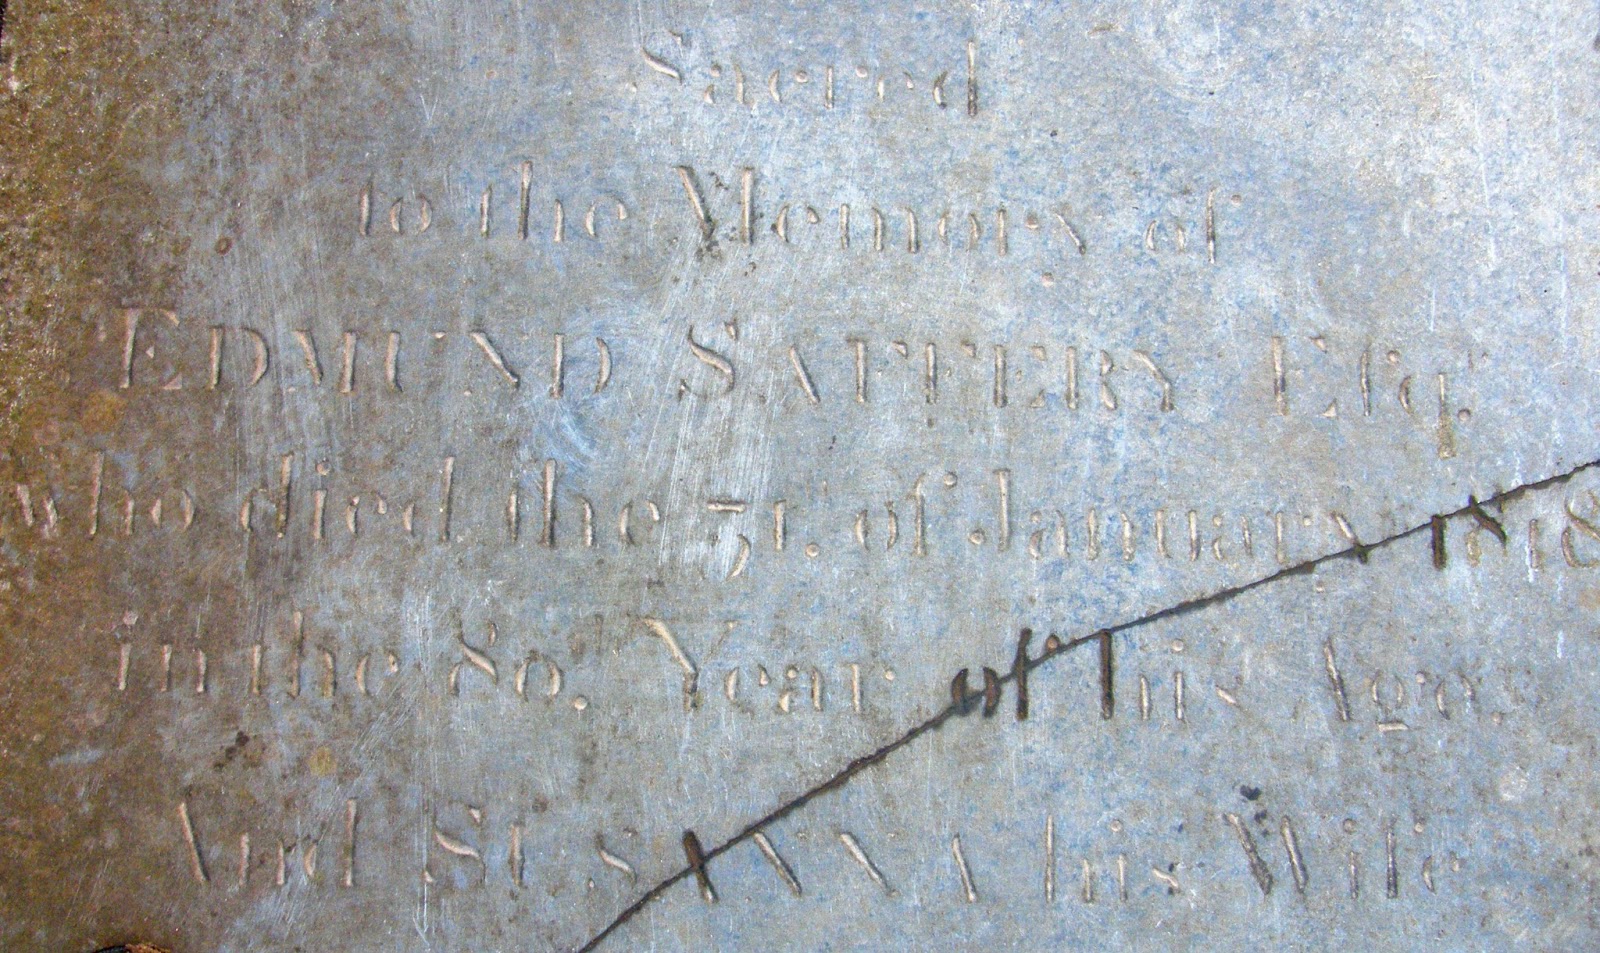 Sacred
to the Memory of
EDMUND SAFFERY Eſq.
who died the 31. of January 1818
in the 80. Year of his Age.
And SUSANNA his Wife